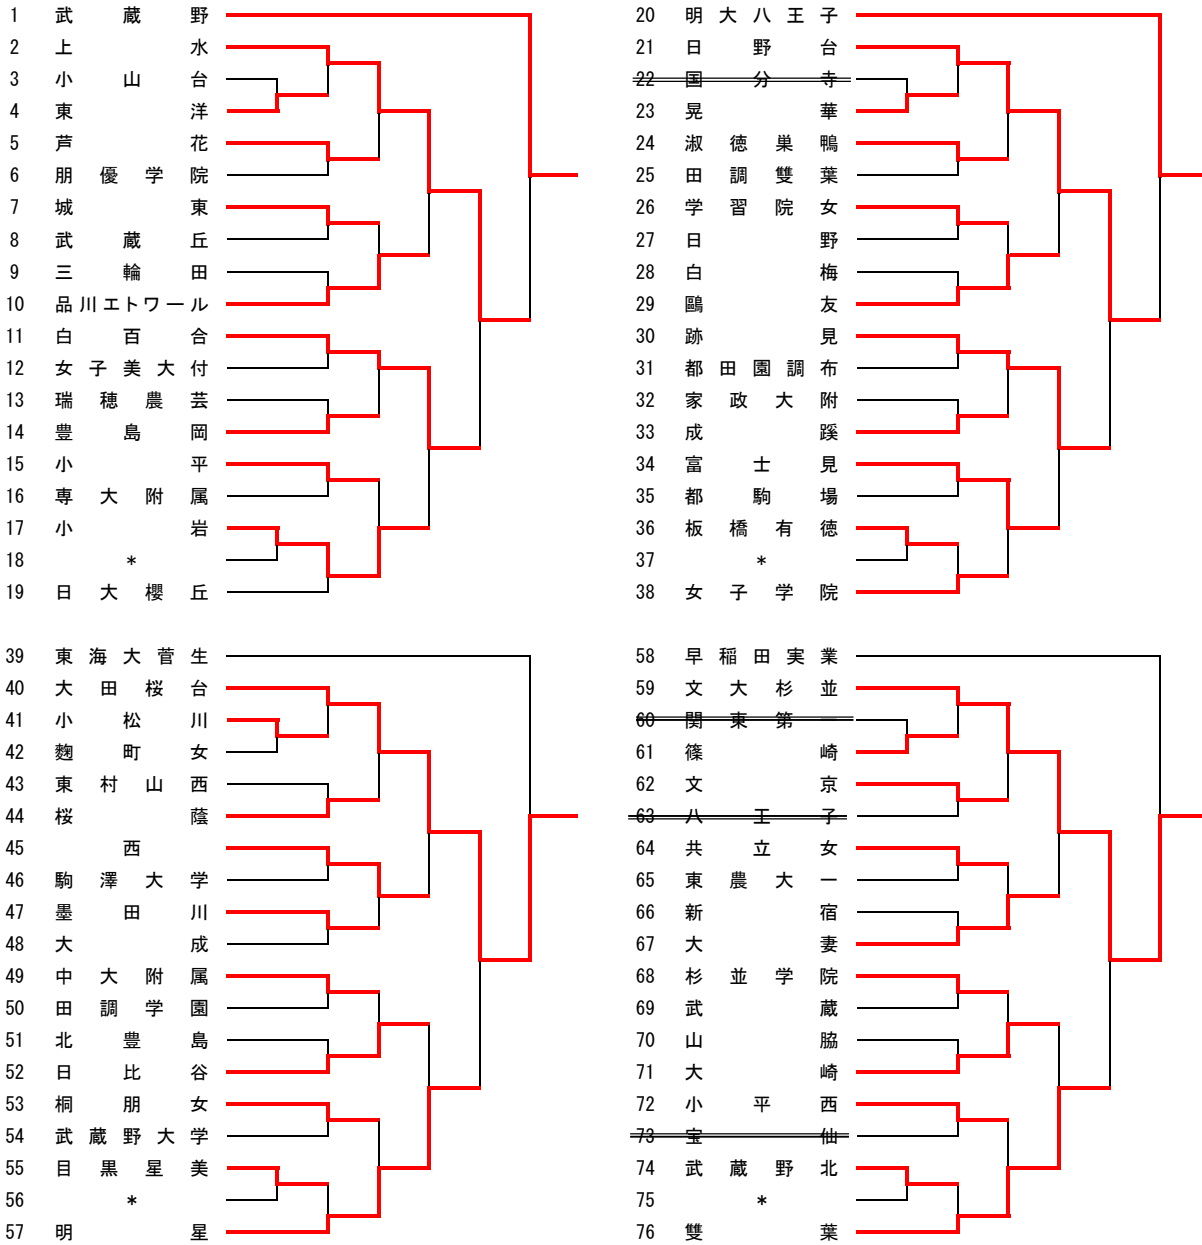 1 武蔵野
2 上水
3 小山台
4 東洋
5 芦花
6 朋優学院
7 城東
8 武蔵丘
9 三輪田
10 品川エトワール
11 白百合
12 女子美大付
13 瑞穂農芸
14 豊島岡
15 小平
16 専大附属
17 小岩
18 *
19 日大櫻丘
20 明大八王子
21 日野台
22 国分寺
23 晃華
24 淑徳巣鴨
25 田調雙葉
26 学習院女
27 日野
28 白梅
29 鷗友
30 跡見
31 都田園調布
32 家政大附
33 成蹊
34 富士見
35 都駒場
36 板橋有徳
37 *
38 女子学院
39 東海大菅生
40 大田桜台
41 小松川
42 麴町女
43 東村山西
44 桜蔭
45 西
46 駒澤大学
47 墨田川
48 大成
49 中大附属
50 田調学園
51 北豊島
52 日比谷
53 桐朋女
54 武蔵野大学
55 目黒星美
56 *
57 明星
58 早稲田実業
59 文大杉並
60 関東第一
61 篠崎
62 文京
63 八王子
64 共立女
65 東農大一
66 新宿
67 大妻
68 杉並学院
69 武蔵
70 山脇
71 大崎
72 小平西
73 宝仙
74 武蔵野北
75 *
76 雙葉